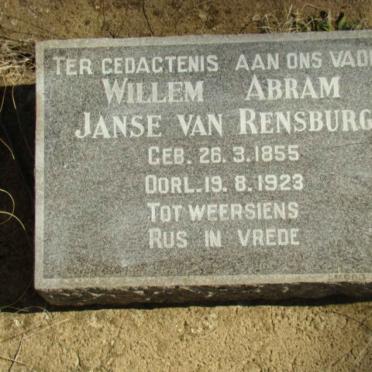 TER GEDACTENIS AAN ONS VADE
WILLEM ABRAM
JANSE VAN RENSBURG
GEB. 26.3.1855
OORL. 19.8.1923
TOT WEERSIENS
RUS IN VREDE